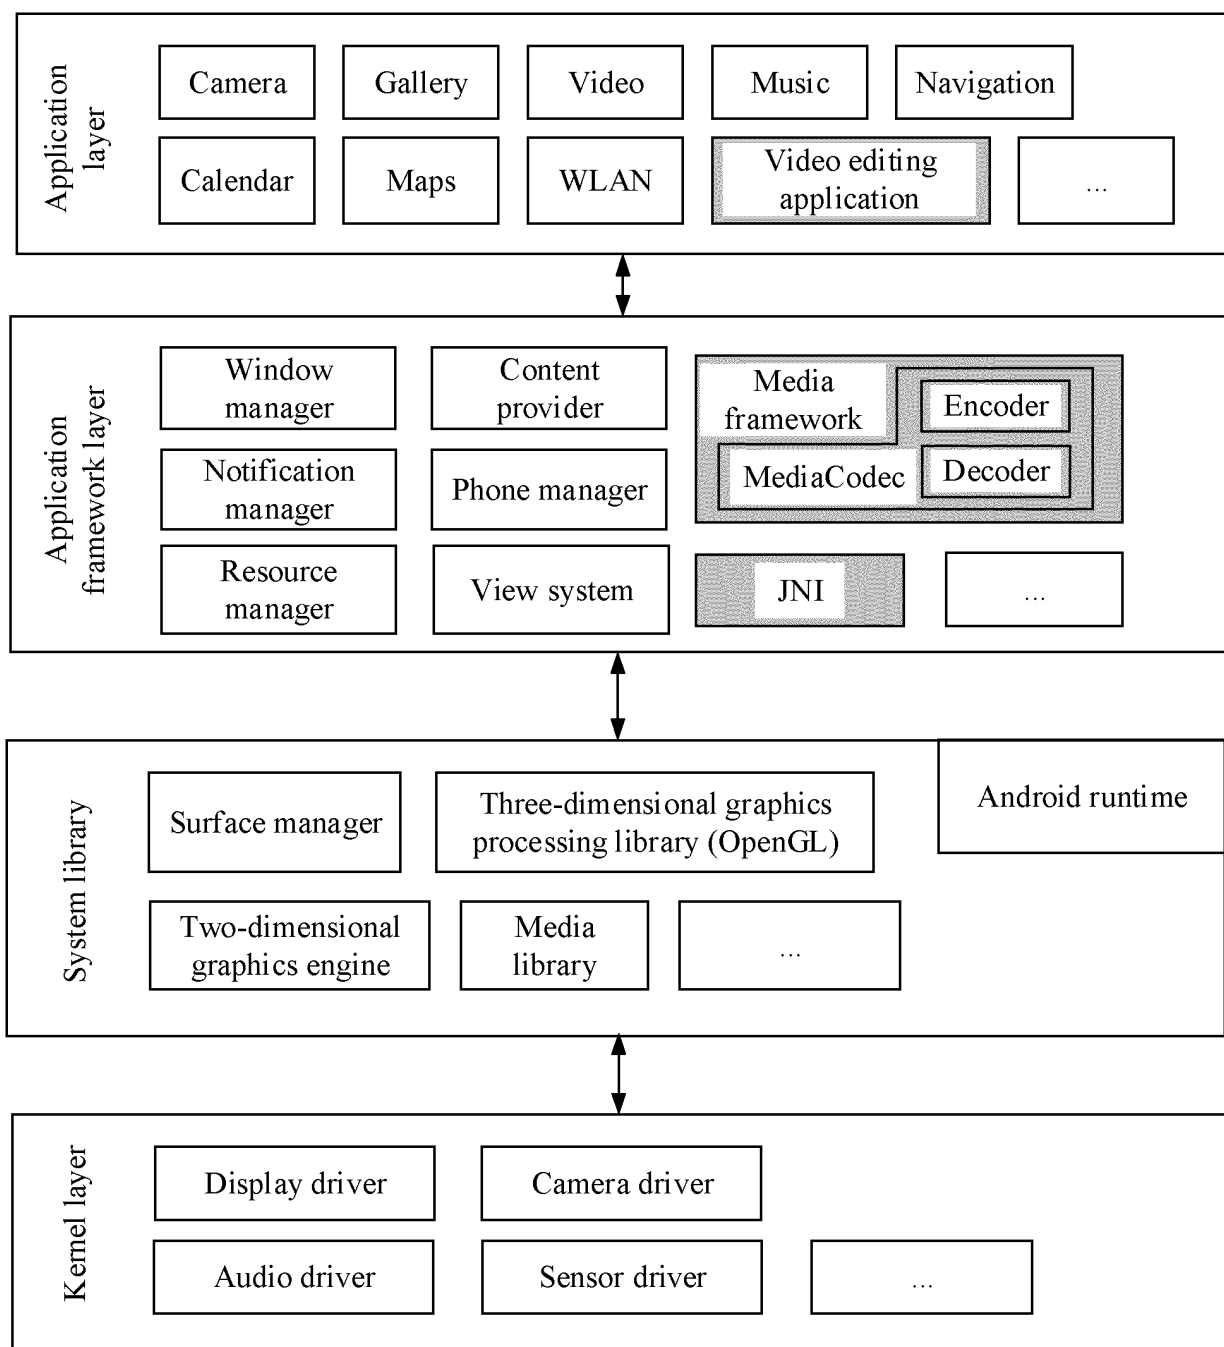 Application
layer
Camera
Gallery
Video
Music
Navigation
Calendar
Maps
WLAN
Video editing
application
...
Application
framework layer
Window
manager
Content
provider
Media
framework
Encoder
MediaCodec
Decoder
Notification
manager
Phone manager
Resource
manager
View system
JNI
...
System library
Surface manager
Three-dimensional graphics
processing library (OpenGL)
Android runtime
Two-dimensional
graphics engine
Media
library
...
Kernel layer
Display driver
Camera driver
Audio driver
Sensor driver
...